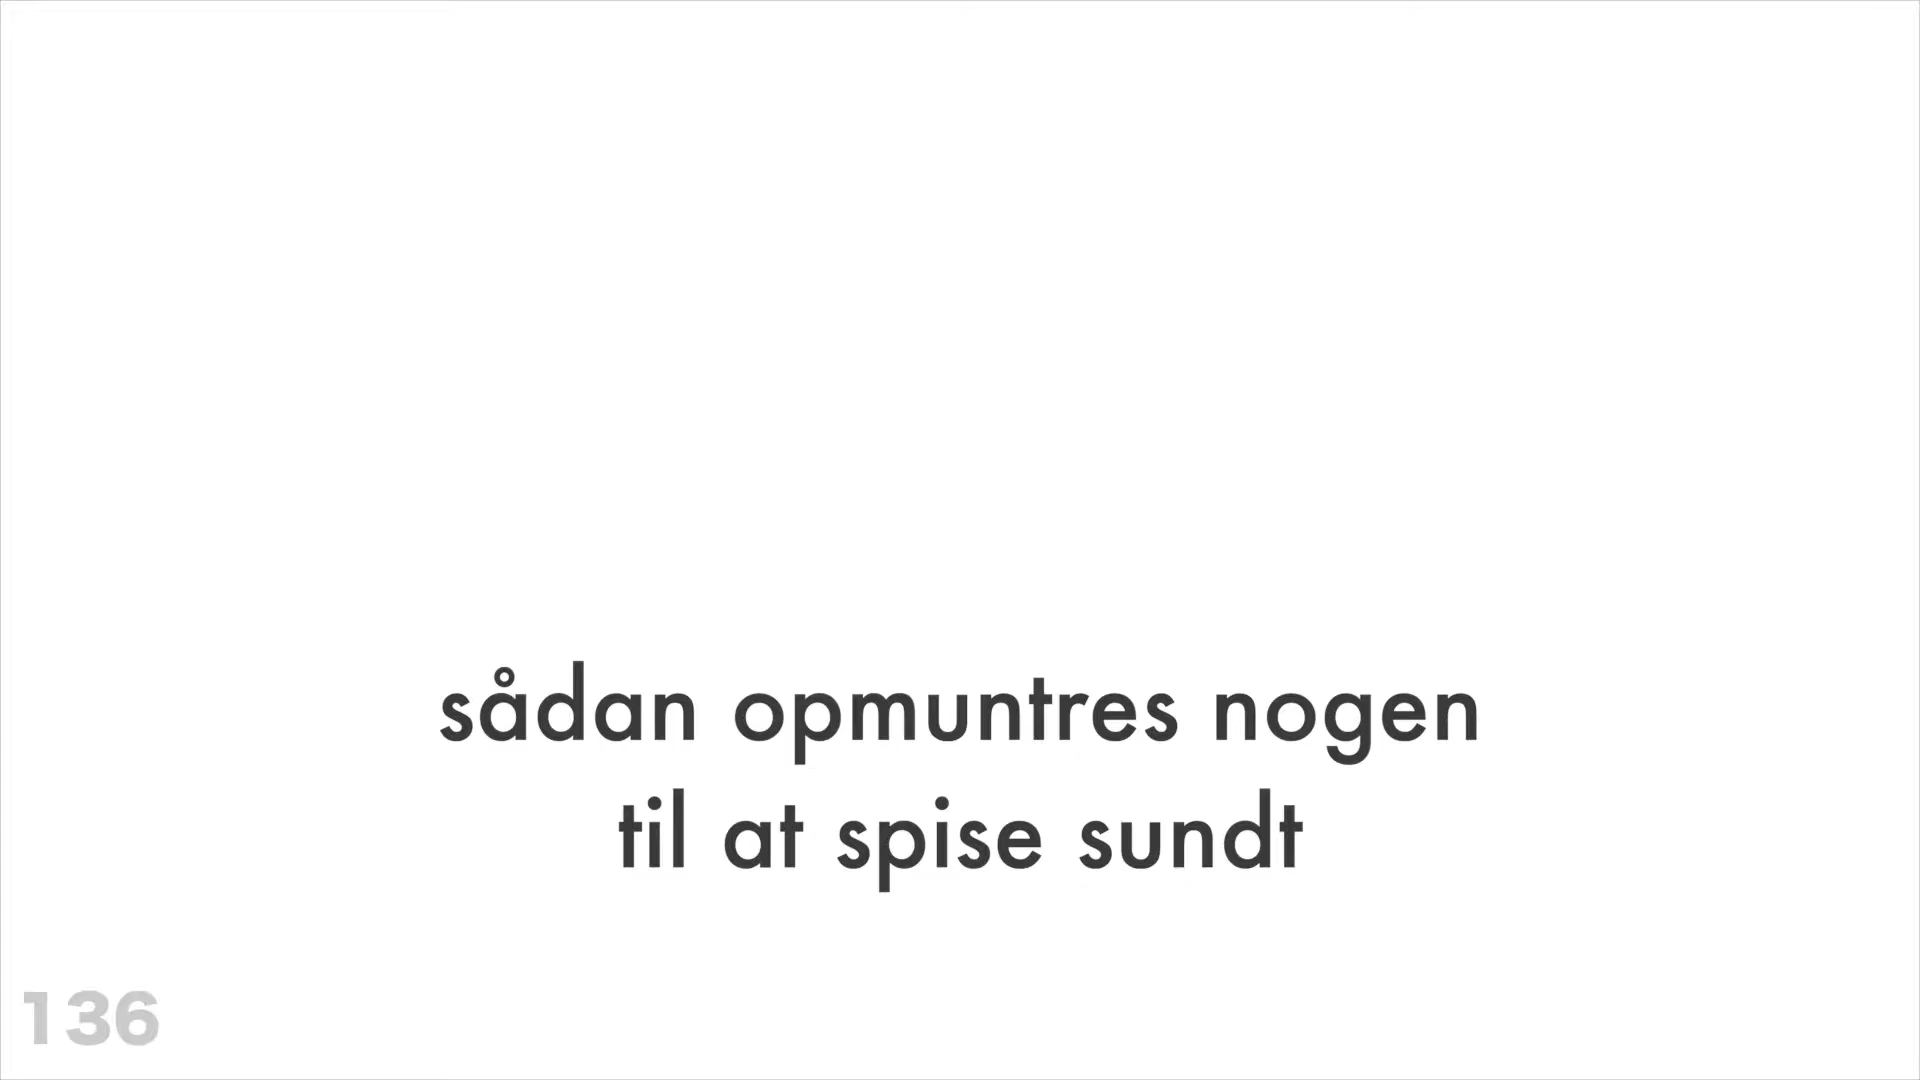 sådan opmuntres nogen
til at spise sundt
136